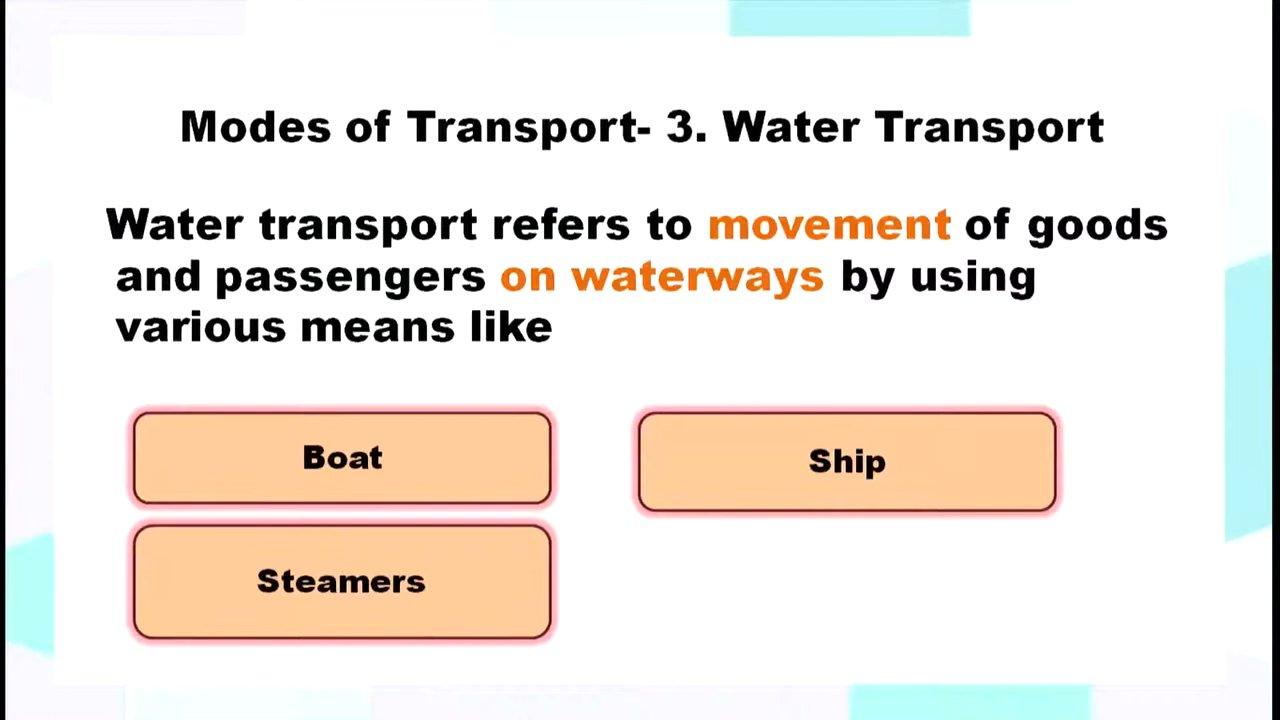 Modes of Transport- 3. Water Transport
Water transport refers to movement of goods
and passengers on waterways by using
various means like
Boat
Ship
Steamers